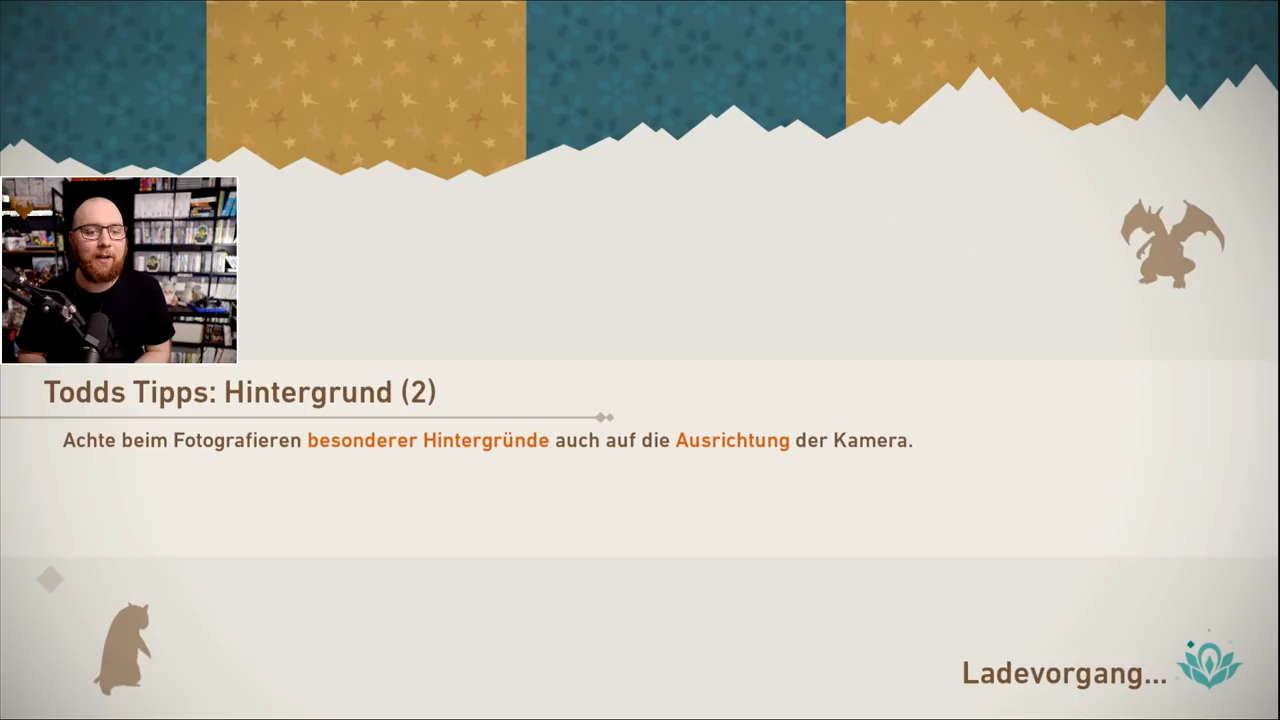 Todds Tipps: Hintergrund (2)
Achte beim Fotografieren besonderer Hintergründe auch auf die Ausrichtung der Kamera.
Ladevorgang...